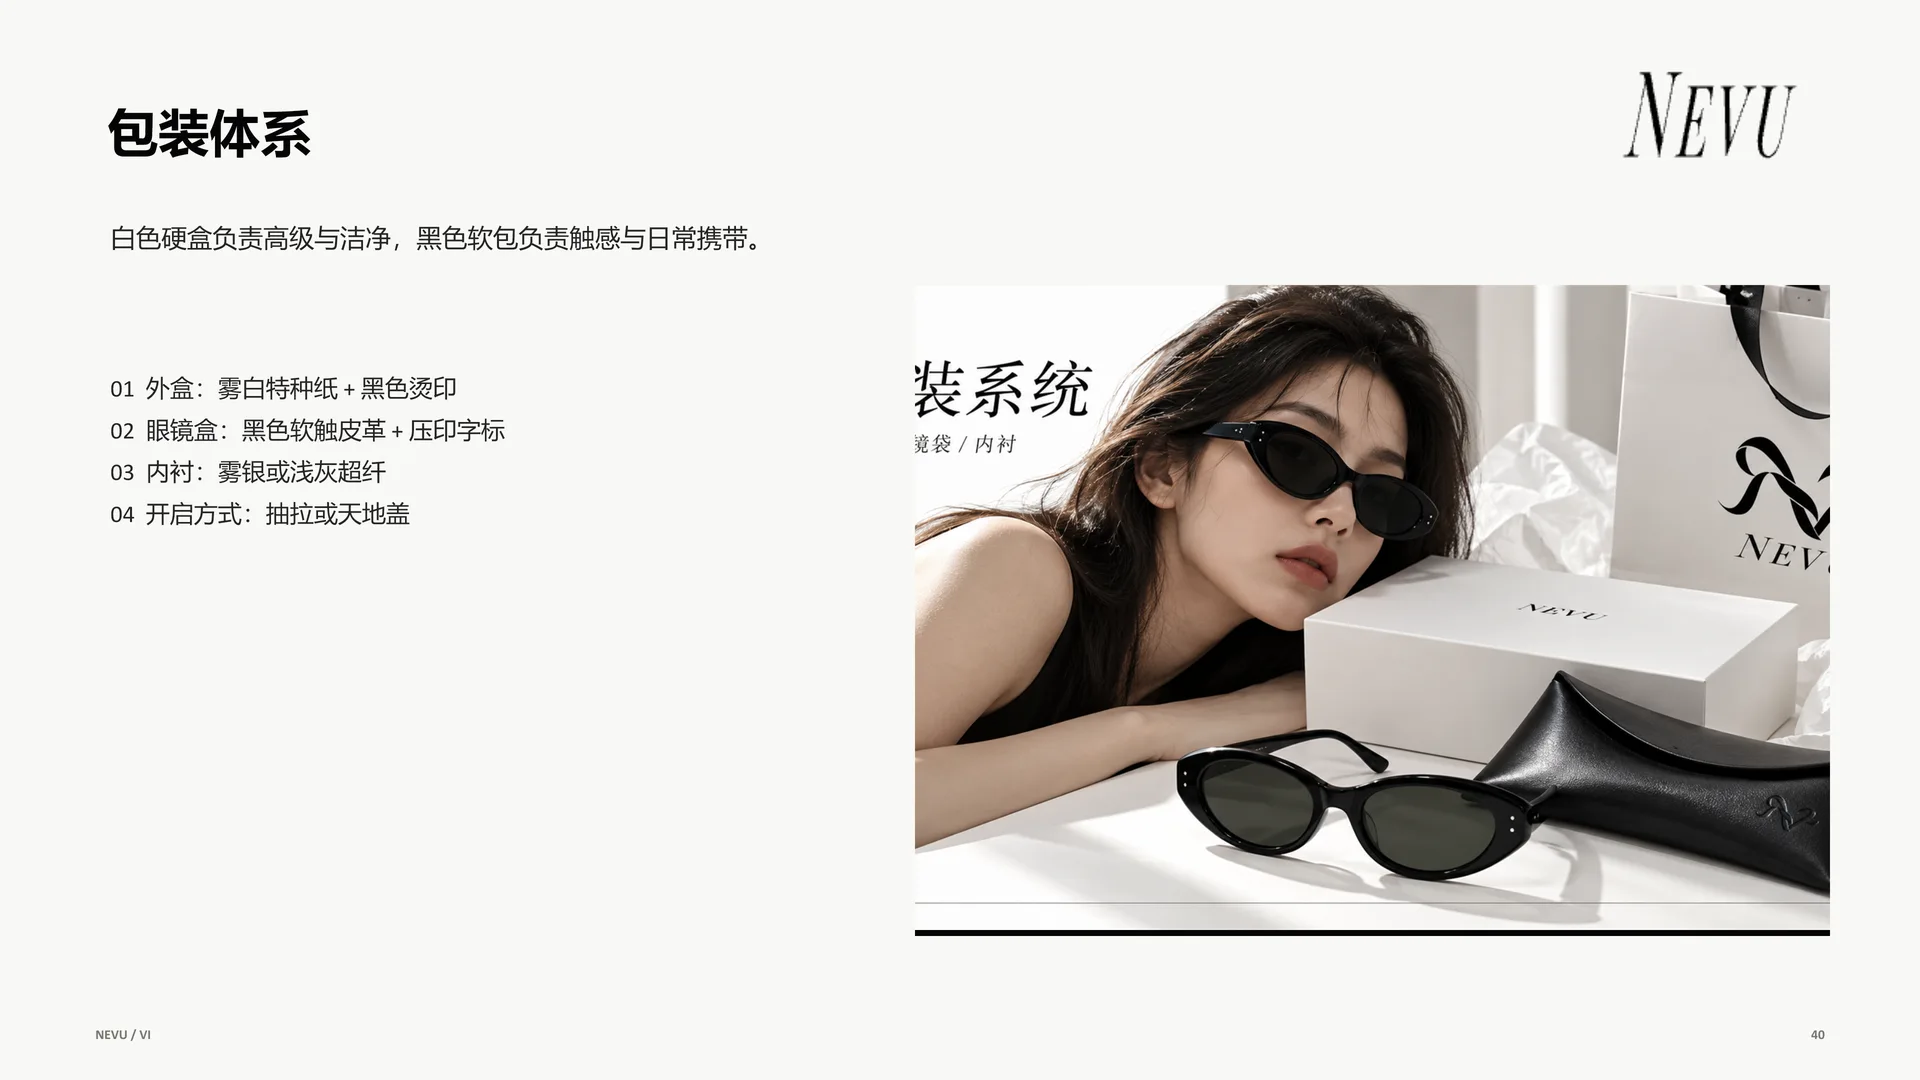 包装体系
NEVU
白色硬盒负责高级与洁净，黑色软包负责触感与日常携带。
01 外盒：雾白特种纸 + 黑色烫印
02 眼镜盒：黑色软触皮革 + 压印字标
03 内衬：雾银或浅灰超纤
04 开启方式：抽拉或天地盖
装系统
镜袋 / 内衬
NEV
NEVU
NEVU / VI
40